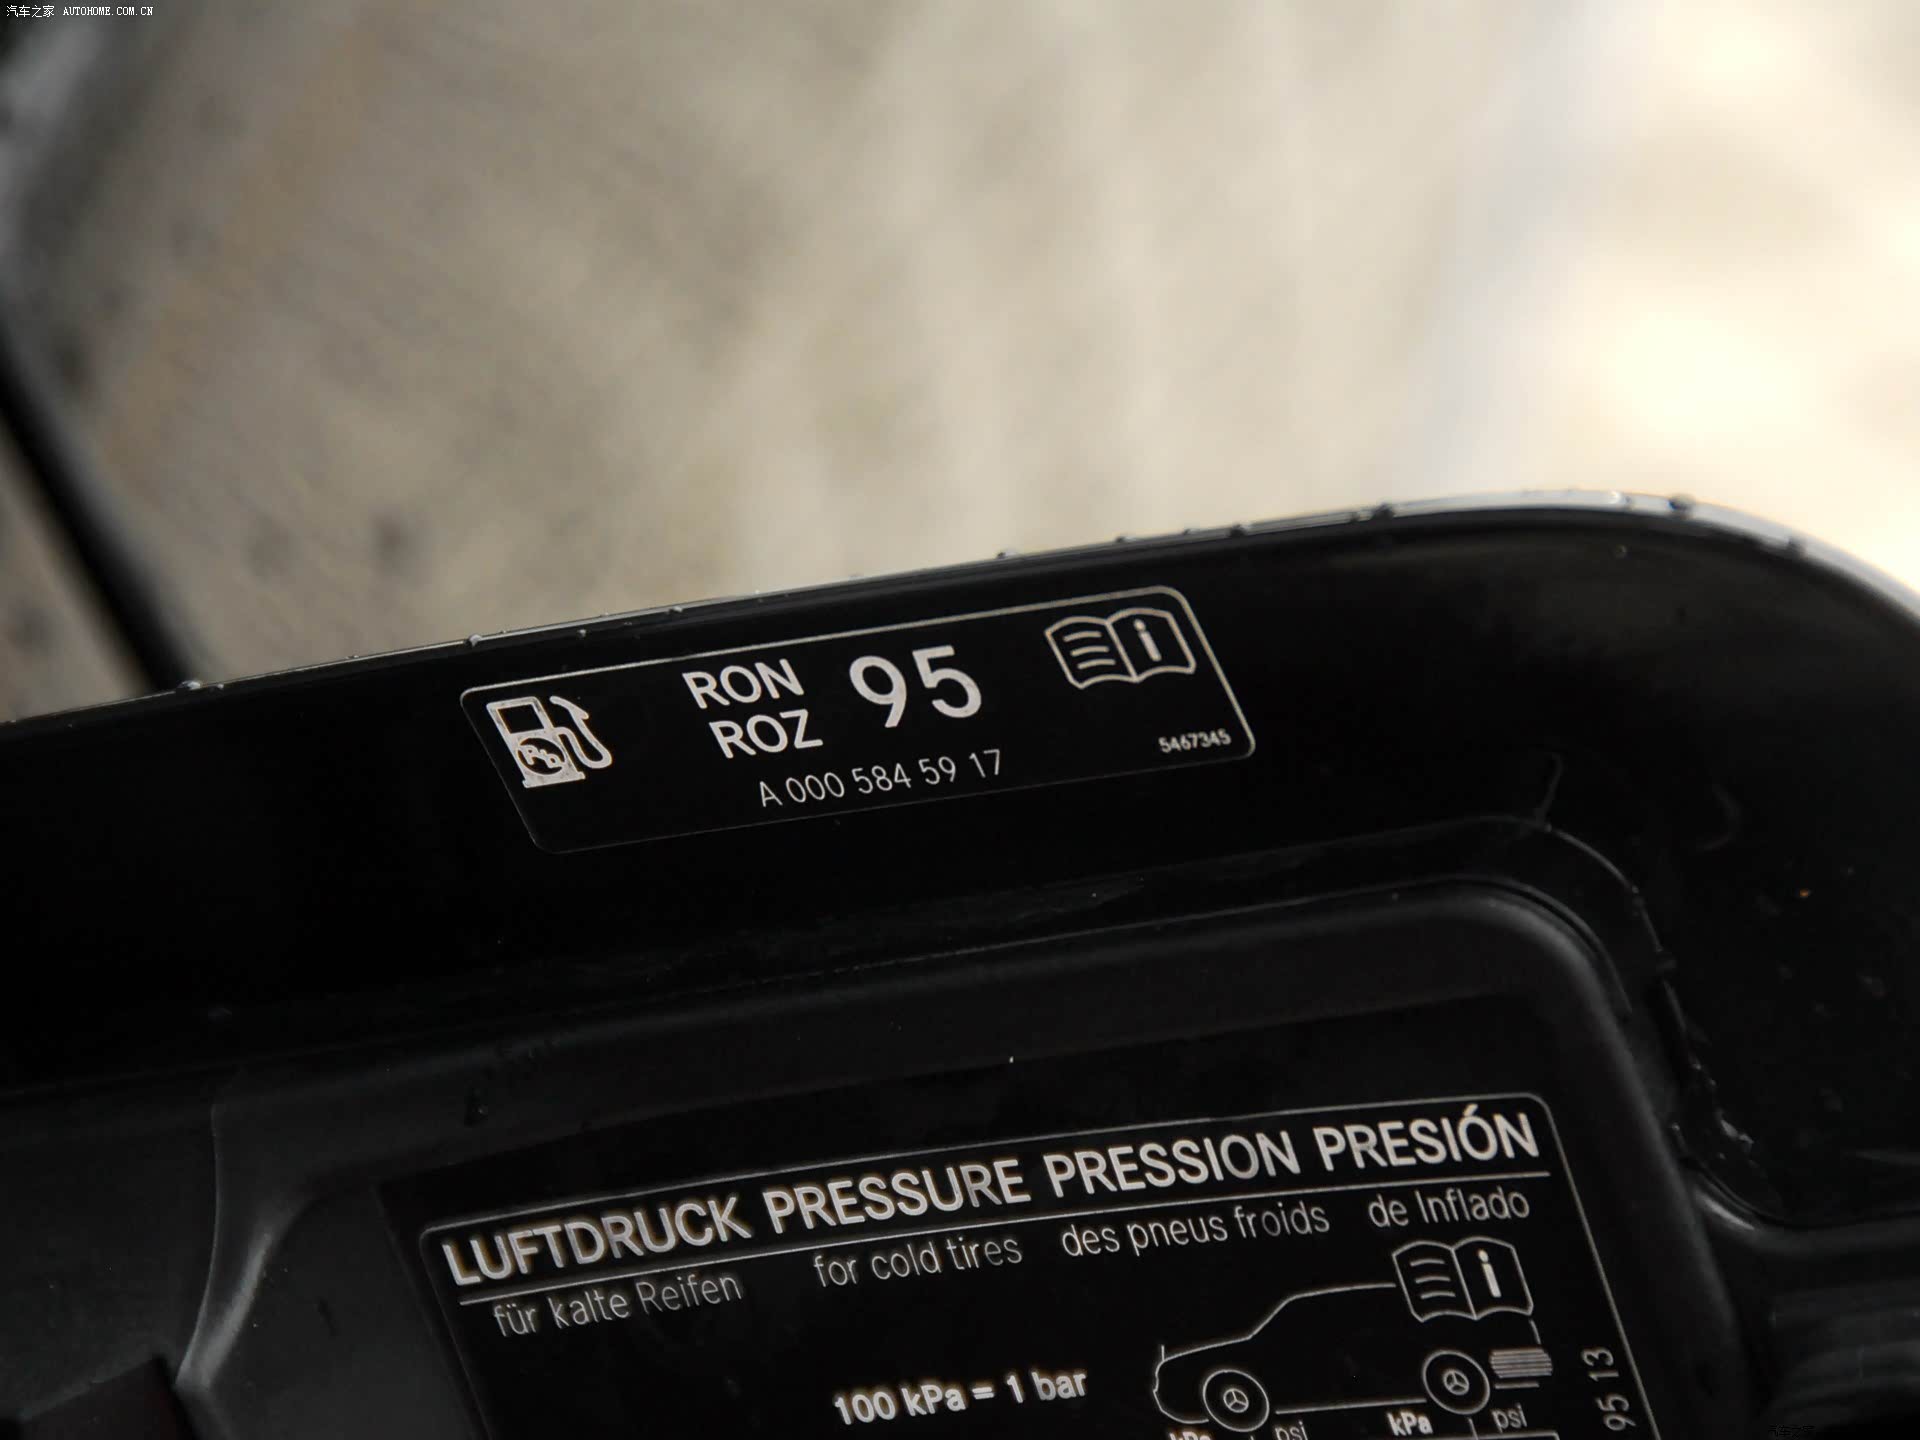 汽车之家 AUTOHOME.COM.CN
RON
ROZ 95
A 000 584 59 17
5467345
Pb
LUFTDRUCK PRESSURE PRESSION PRESIÓN
für kalte Reifen for cold tires des pneus froids de Inflado
100 kPa = 1 bar
kPa psi kPa psi
95 13